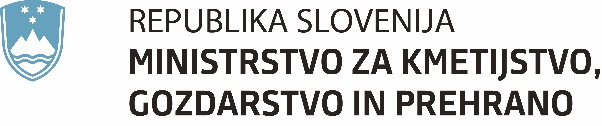 REPUBLIKA SLOVENIJA
MINISTRSTVO ZA KMETIJSTVO,
GOZDARSTVO IN PREHRANO